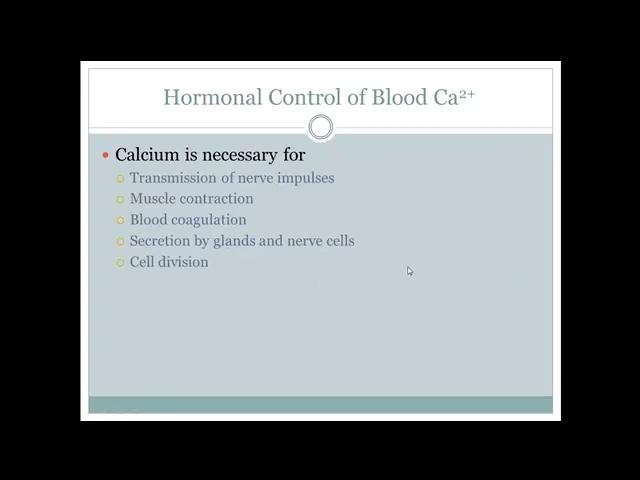 Hormonal Control of Blood Ca²⁺
Calcium is necessary for
Transmission of nerve impulses
Muscle contraction
Blood coagulation
Secretion by glands and nerve cells
Cell division